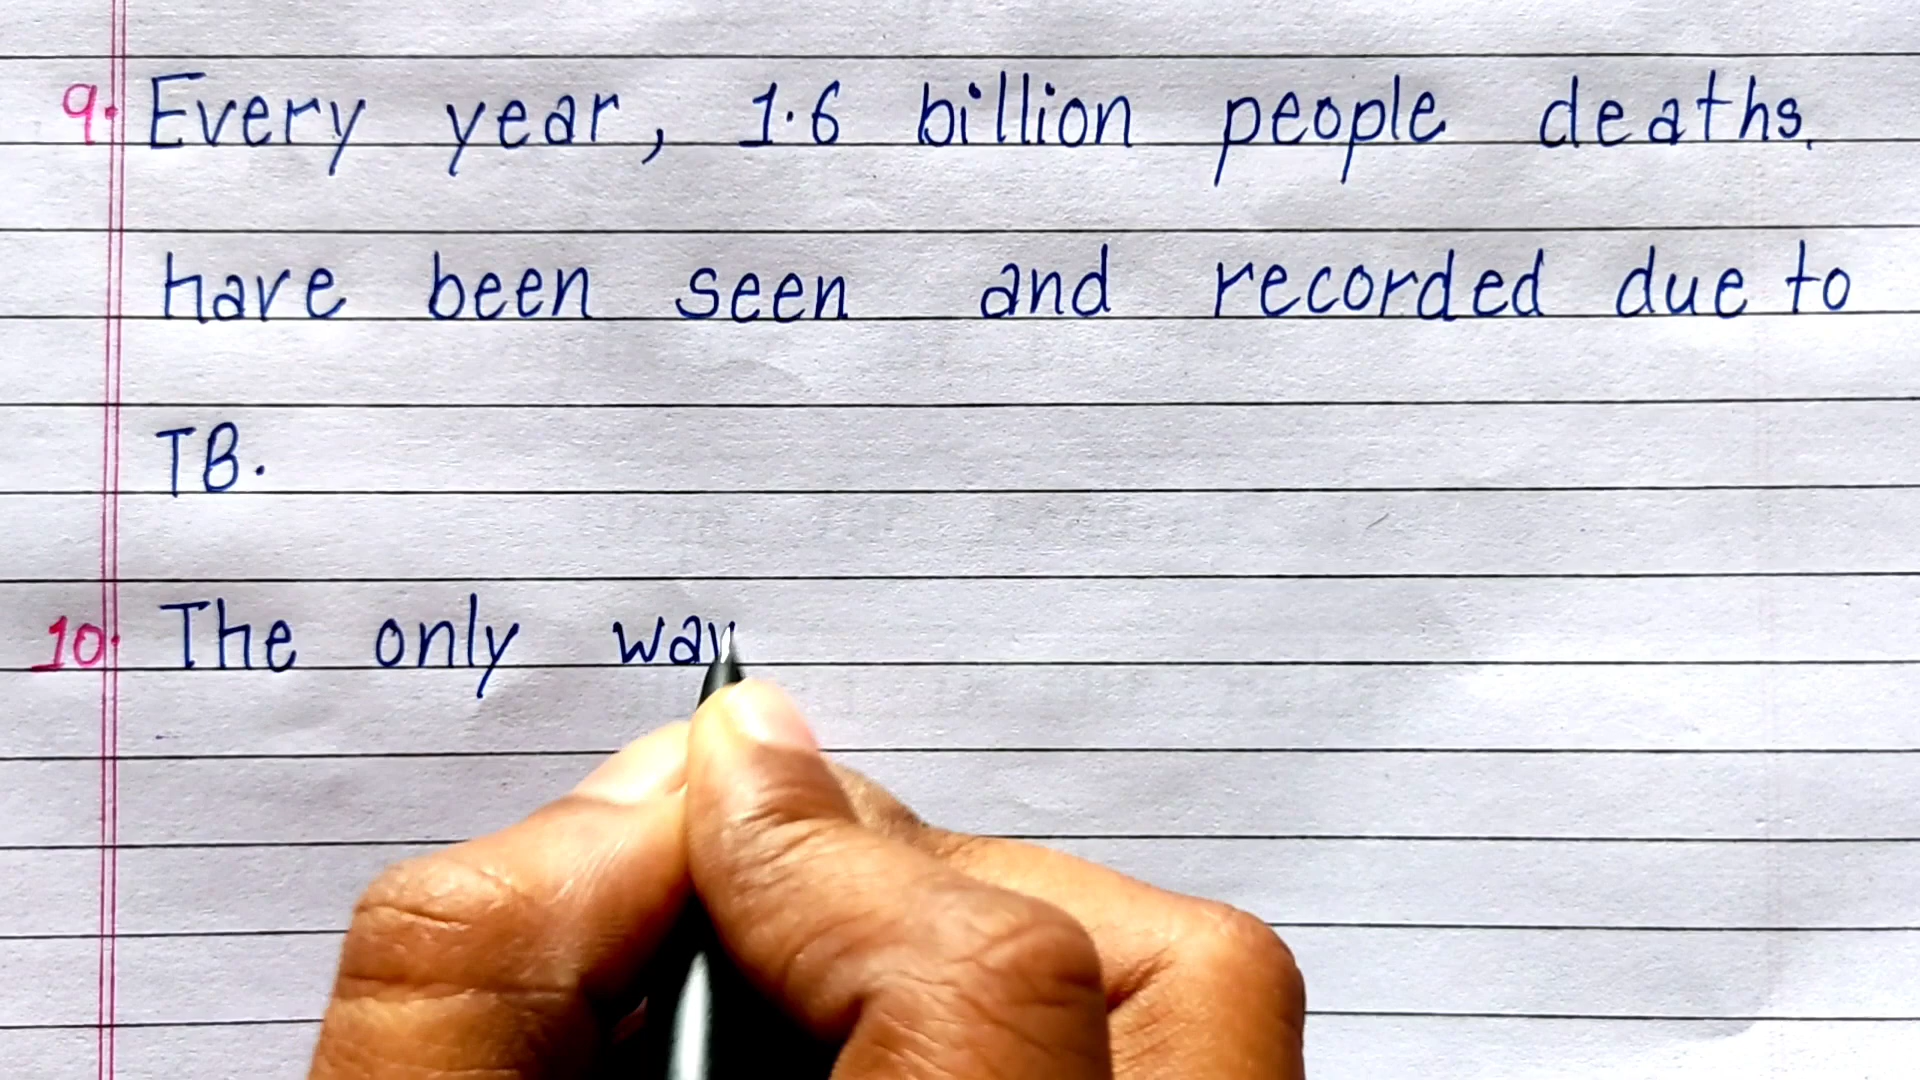 9. Every year, 1.6 billion people deaths.
have been seen and recorded due to
TB.
10. The only way